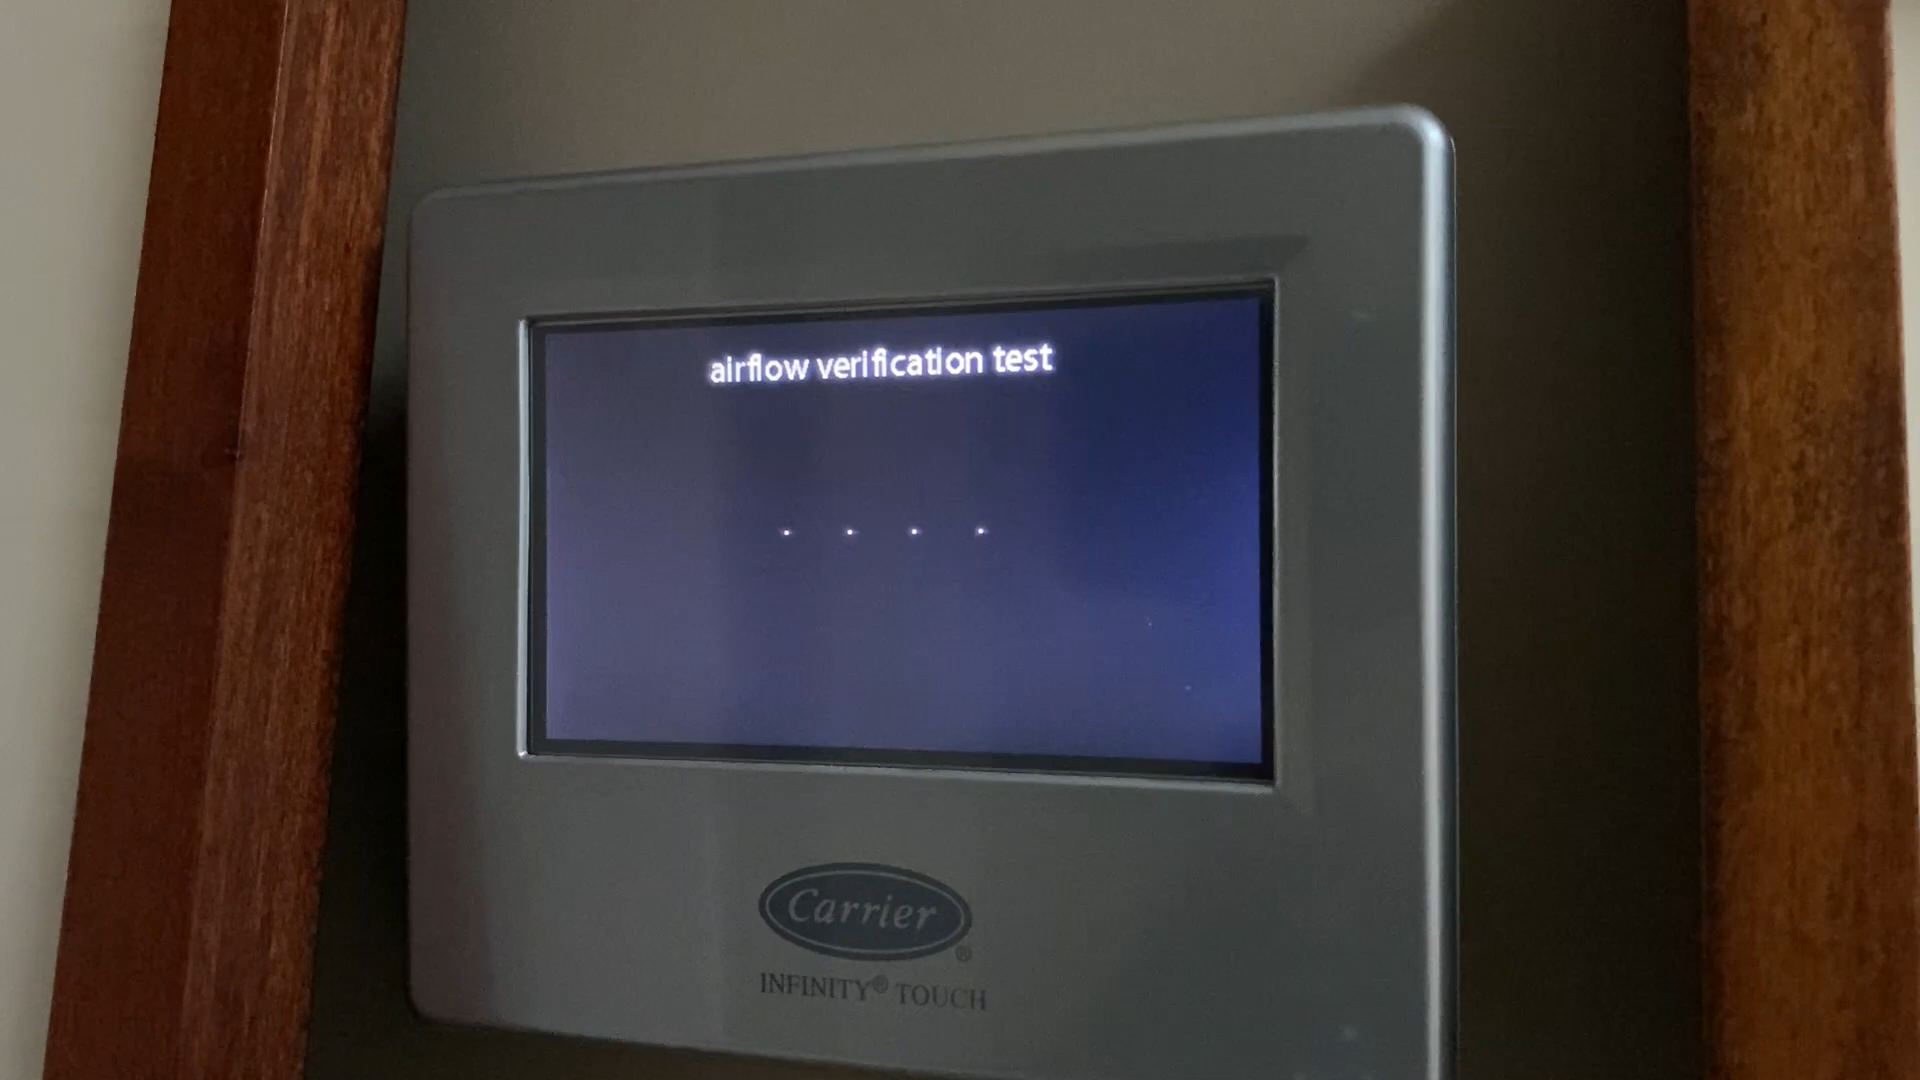 airflow verification test
. . . .
Carrier®
INFINITY® TOUCH